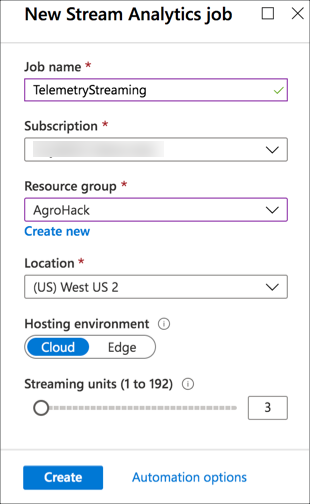 New Stream Analytics job
Job name *
TelemetryStreaming
Subscription *
Resource group *
AgroHack
Create new
Location *
(US) West US 2
Hosting environment
Cloud Edge
Streaming units (1 to 192)
3
Create Automation options